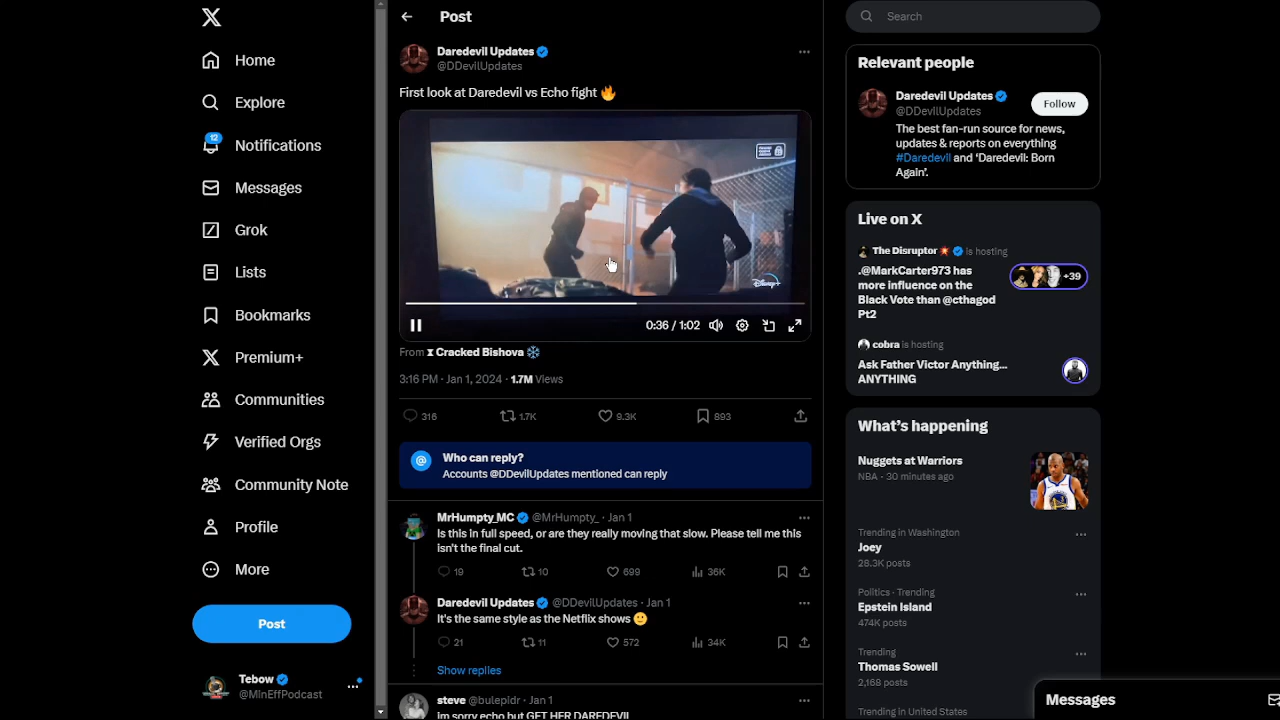 Home
Explore
12
Notifications
Messages
Grok
Lists
Bookmarks
Premium+
Communities
Verified Orgs
Community Note
Profile
More
Post
Tebow
@MInEffPodcast
Post
Daredevil Updates
@DDevilUpdates
First look at Daredevil vs Echo fight 🔥
Disney+
0:36 / 1:02
From Cracked Bishova ❄️
3:16 PM · Jan 1, 2024 · 1.7M Views
316
1.7K
9.3K
893
Who can reply?
Accounts @DDevilUpdates mentioned can reply
MrHumpty_MC @MrHumpty_ · Jan 1
Is this in full speed, or are they really moving that slow. Please tell me this
isn't the final cut.
19
10
699
36K
Daredevil Updates @DDevilUpdates · Jan 1
It's the same style as the Netflix shows 🙂
21
11
572
34K
Show replies
steve @bulepldr · Jan 1
im sorry echo but GET HER DAREDEVIL
Search
Relevant people
Daredevil Updates
@DDevilUpdates
Follow
The best fan-run source for news,
updates & reports on everything
#Daredevil and 'Daredevil: Born
Again'.
Live on X
The Disruptor💥 is hosting
.@MarkCarter973 has
more influence on the
Black Vote than @cthagod
Pt2
+39
cobra is hosting
Ask Father Victor Anything...
ANYTHING
What's happening
Nuggets at Warriors
NBA · 30 minutes ago
Trending in Washington
Joey
28.3K posts
Politics · Trending
Epstein Island
474K posts
Trending
Thomas Sowell
2,168 posts
Trending in United States
Messages